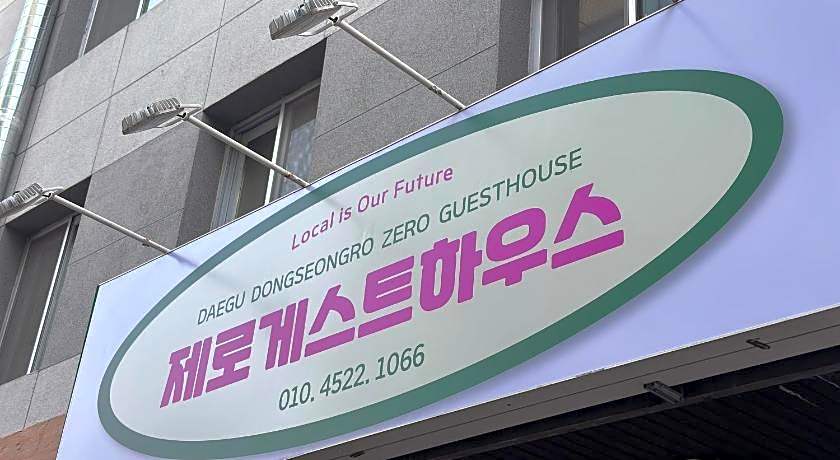 Local is Our Future
DAEGU DONGSEONGRO ZERO GUESTHOUSE
제로게스트하우스
010. 4522. 1066